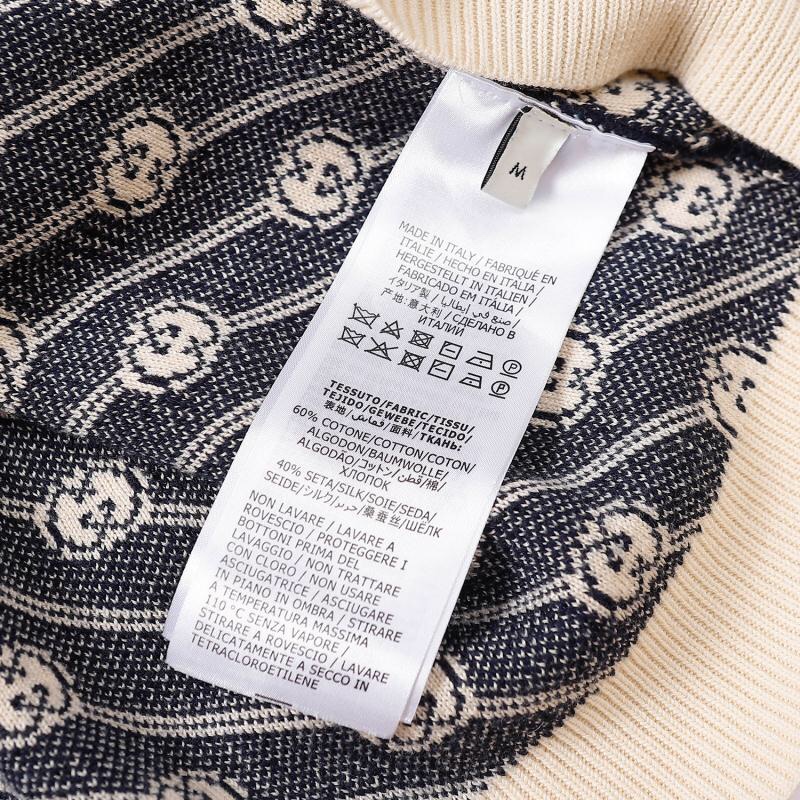 M
MADE IN ITALY / FABRIQUÉ EN
ITALIE / HECHO EN ITALIA /
HERGESTELLT IN ITALIEN /
FABRICADO EM ITALIA /
イタリア製 / صنع في إيطاليا /
产地:意大利 / СДЕЛАНО В
ИТАЛИИ
P
P
TESSUTO/FABRIC/TISSU/
TEJIDO/GEWEBE/TECIDO/
表地/قماش/面料/ТКАНЬ:
60% COTONE/COTTON/COTON/
ALGODON/BAUMWOLLE/
ALGODÃO/コットン/قطن/棉/
ХЛОПОК
40% SETA/SILK/SOIE/SEDA/
SEIDE/シルク/حرير/桑蚕丝/ШЁЛК
NON LAVARE / LAVARE A
ROVESCIO / PROTEGGERE I
BOTTONI PRIMA DEL
LAVAGGIO / NON TRATTARE
CON CLORO / NON USARE
ASCIUGATRICE / ASCIUGARE
IN PIANO IN OMBRA / STIRARE
A TEMPERATURA MASSIMA
110 °C SENZA VAPORE /
STIRARE A ROVESCIO / LAVARE
DELICATAMENTE A SECCO IN
TETRACLOROETILENE